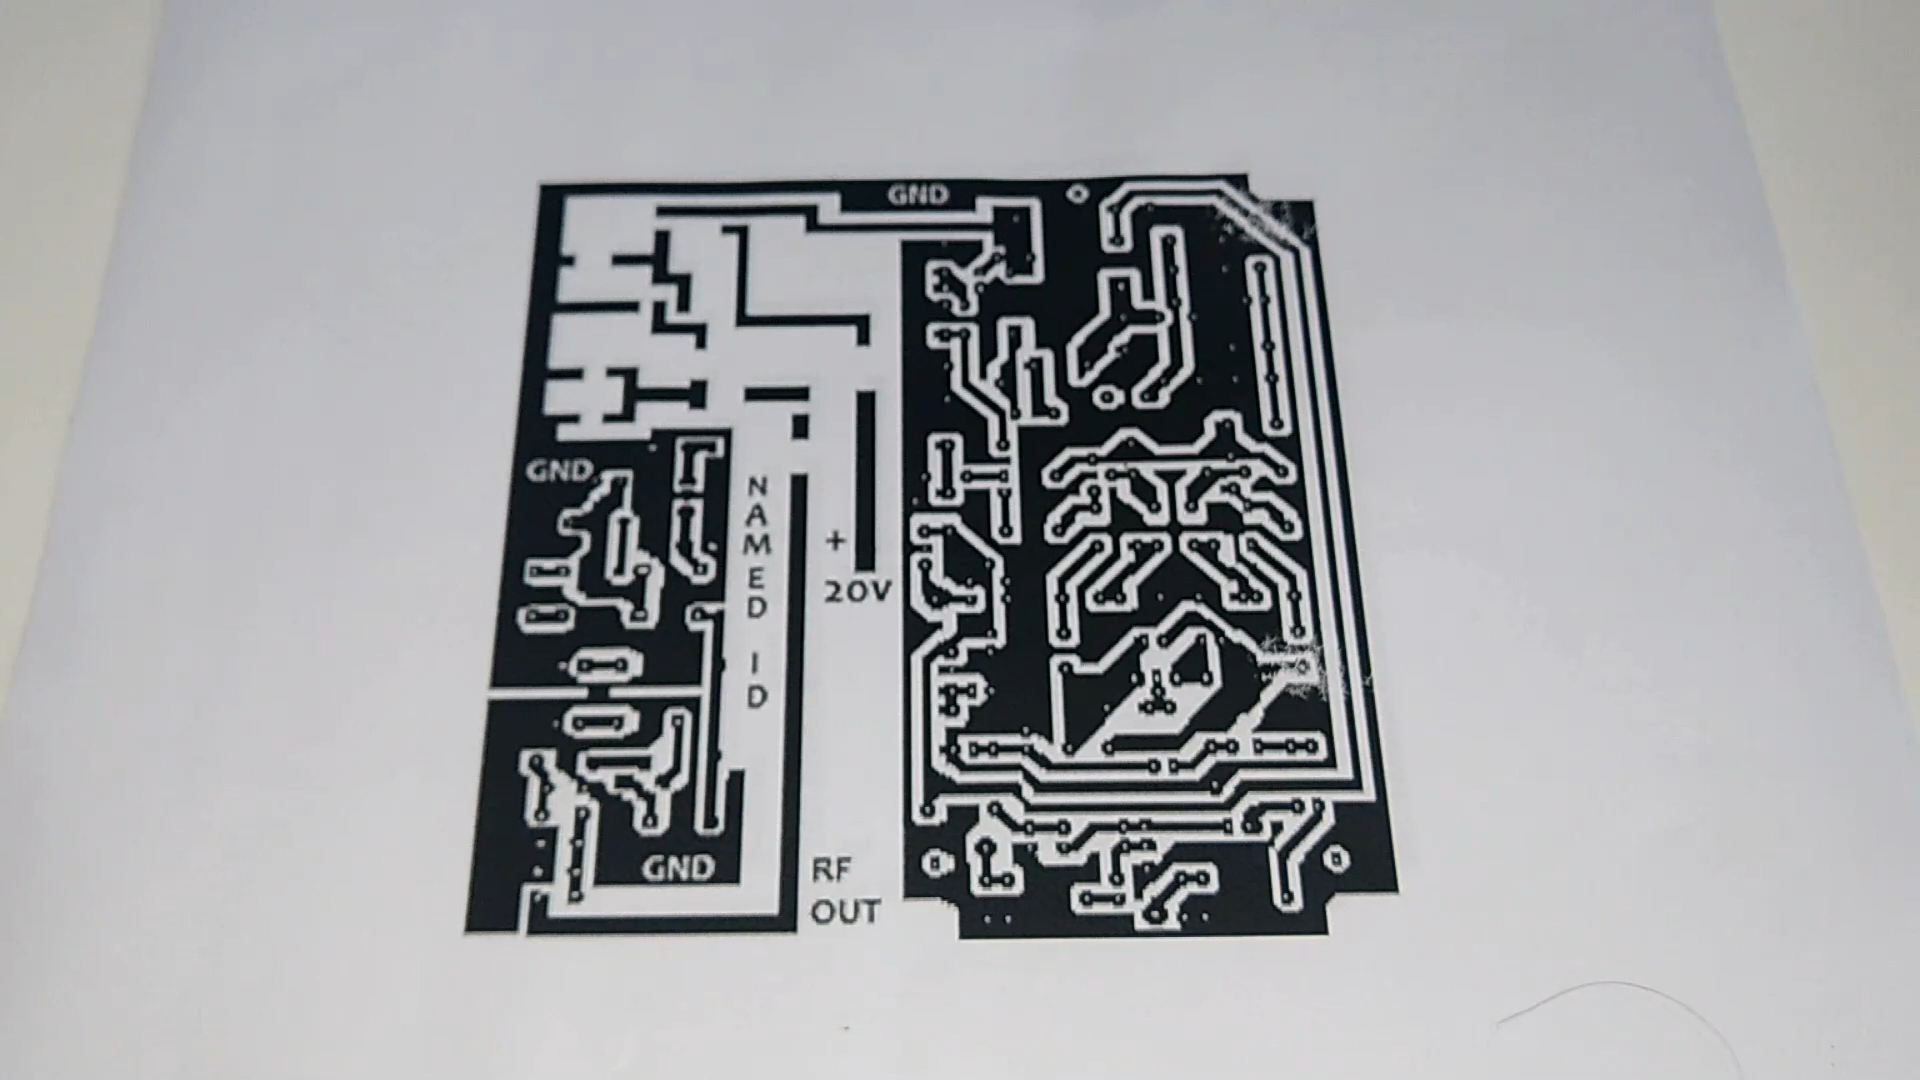 GND
GND
NAMED ID
+
20V
GND
RF
OUT